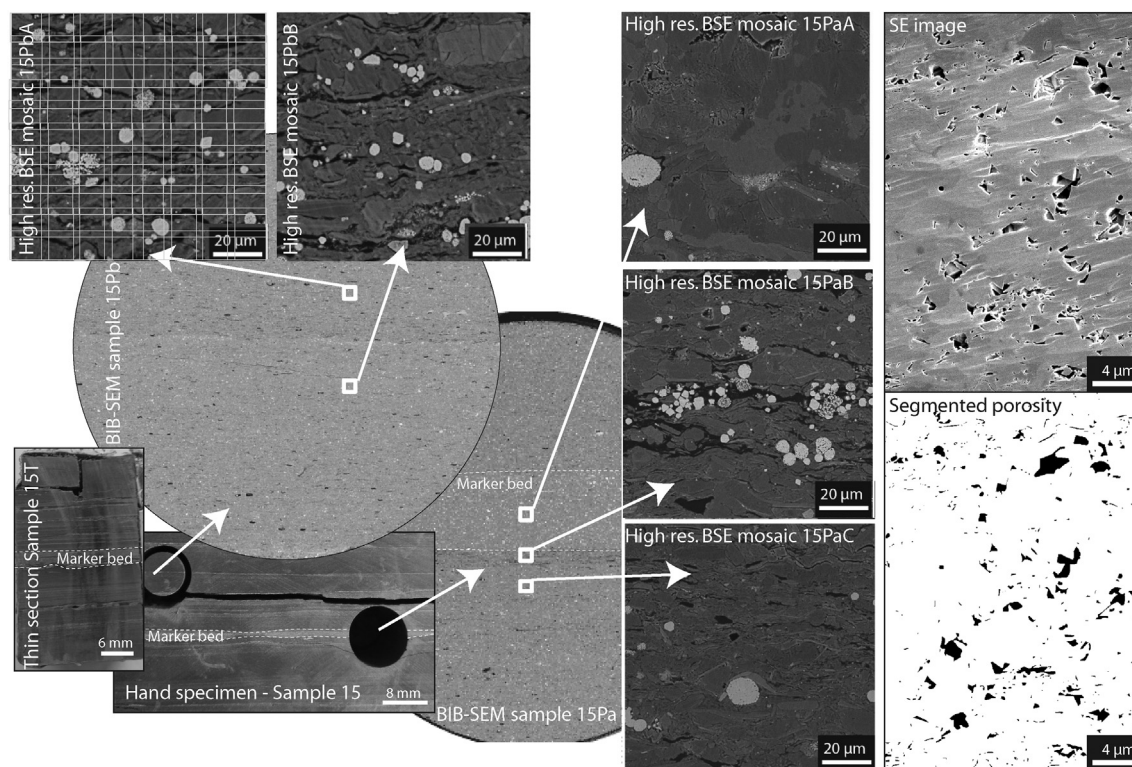 High res. BSE mosaic 15PbA
20 µm
High res. BSE mosaic 15PbB
20 µm
High res. BSE mosaic 15PaA
20 µm
SE image
4 µm
BIB-SEM sample 15Pb
High res. BSE mosaic 15PaB
20 µm
Segmented porosity
4 µm
Marker bed
Thin section Sample 15T
Marker bed
6 mm
Marker bed
Hand specimen - Sample 15
8 mm
BIB-SEM sample 15Pa
High res. BSE mosaic 15PaC
20 µm